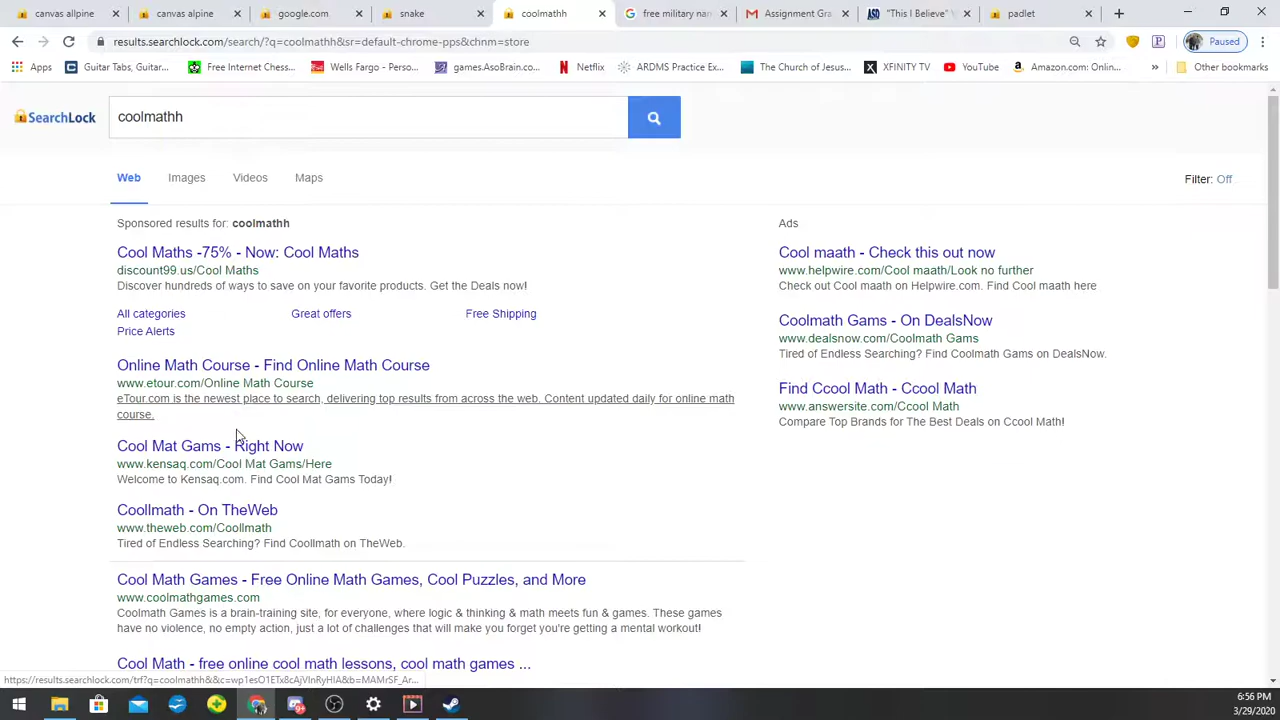 canvas allpine
canvas alpine
google.com
snake
coolmathh
free military nar
Assignment Gra
ASO "This I Believe"
padlet
results.searchlock.com/search/?q=coolmathh&sr=default-chrome-pps&chnm=store
Paused
Apps
Guitar Tabs, Guitar...
Free Internet Chess...
Wells Fargo - Perso...
games.AsoBrain.co...
Netflix
ARDMS Practice Ex...
The Church of Jesus...
XFINITY TV
YouTube
Amazon.com: Onlin...
Other bookmarks
SearchLock
coolmathh
Web
Images
Videos
Maps
Filter: Off
Sponsored results for: coolmathh
Cool Maths -75% - Now: Cool Maths
discount99.us/Cool Maths
Discover hundreds of ways to save on your favorite products. Get the Deals now!
All categories
Great offers
Free Shipping
Price Alerts
Online Math Course - Find Online Math Course
www.etour.com/Online Math Course
eTour.com is the newest place to search, delivering top results from across the web. Content updated daily for online math
course.
Cool Mat Gams - Right Now
www.kensaq.com/Cool Mat Gams/Here
Welcome to Kensaq.com. Find Cool Mat Gams Today!
Coollmath - On TheWeb
www.theweb.com/Coollmath
Tired of Endless Searching? Find Coollmath on TheWeb.
Cool Math Games - Free Online Math Games, Cool Puzzles, and More
www.coolmathgames.com
Coolmath Games is a brain-training site, for everyone, where logic & thinking & math meets fun & games. These games
have no violence, no empty action, just a lot of challenges that will make you forget you're getting a mental workout!
Cool Math - free online cool math lessons, cool math games ...
Ads
Cool maath - Check this out now
www.helpwire.com/Cool maath/Look no further
Check out Cool maath on Helpwire.com. Find Cool maath here
Coolmath Gams - On DealsNow
www.dealsnow.com/Coolmath Gams
Tired of Endless Searching? Find Coolmath Gams on DealsNow.
Find Ccool Math - Ccool Math
www.answersite.com/Ccool Math
Compare Top Brands for The Best Deals on Ccool Math!
6:56 PM
3/29/2020